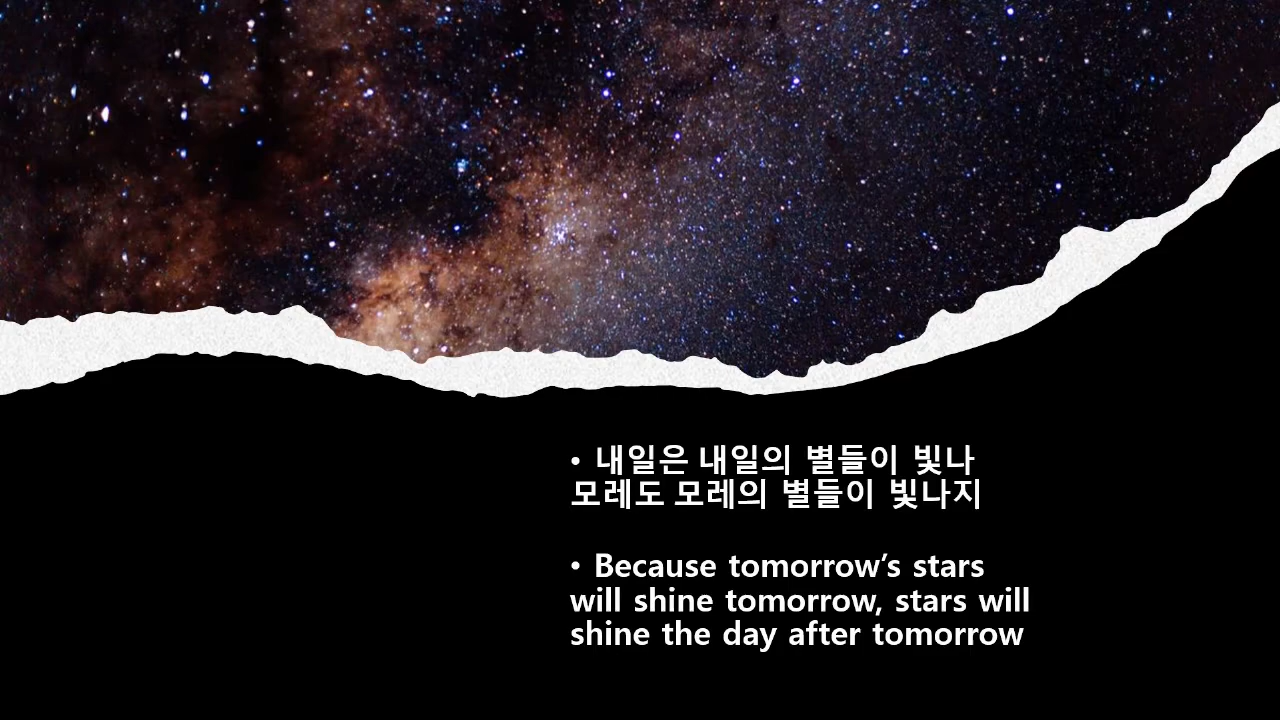 • 내일은 내일의 별들이 빛나
모레도 모레의 별들이 빛나지
• Because tomorrow’s stars
will shine tomorrow, stars will
shine the day after tomorrow